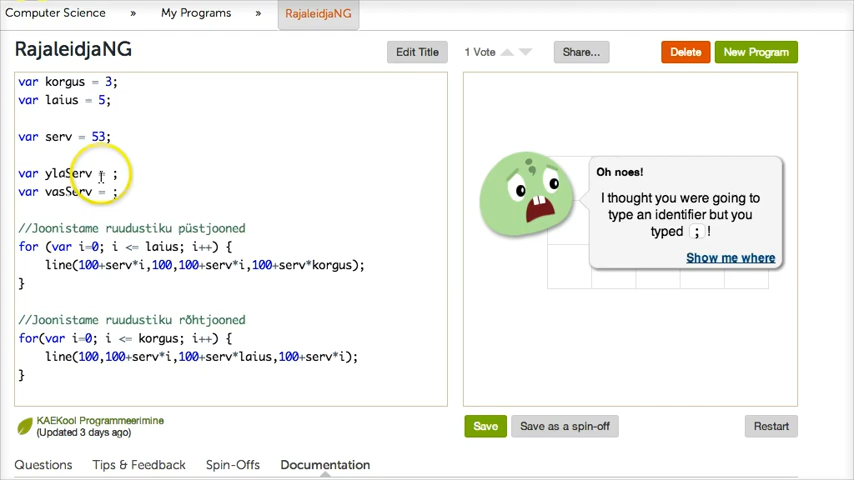 Computer Science » My Programs » RajaleidjaNG
RajaleidjaNG
Edit Title
1 Vote
Share...
Delete
New Program
var korgus = 3;
var laius = 5;
var serv = 53;
var ylaServ = ;
var vasServ = ;
//Joonistame ruudustiku püstjooned
for (var i=0; i <= laius; i++) {
line(100+serv*i,100,100+serv*i,100+serv*korgus);
}
//Joonistame ruudustiku rõhtjooned
for(var i=0; i <= korgus; i++) {
line(100,100+serv*i,100+serv*laius,100+serv*i);
}
Oh noes!
I thought you were going to
type an identifier but you
typed ; !
Show me where
KAEKool Programmeerimine
(Updated 3 days ago)
Save
Save as a spin-off
Restart
Questions Tips & Feedback Spin-Offs Documentation